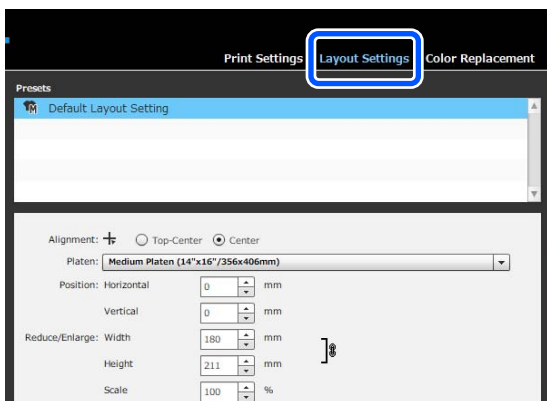 Print Settings Layout Settings Color Replacement
Presets
M Default Layout Setting
Alignment: Top-Center Center
Platen: Medium Platen (14"x16"/356x406mm)
Position: Horizontal 0 mm
Vertical 0 mm
Reduce/Enlarge: Width 180 mm
Height 211 mm
Scale 100 %